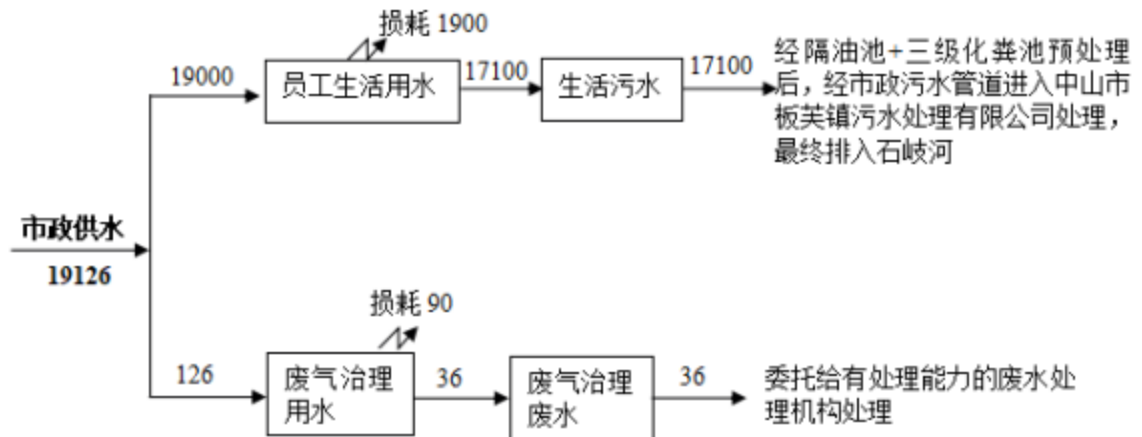 损耗 1900
19000
员工生活用水
17100
生活污水
17100
经隔油池+三级化粪池预处理
后，经市政污水管道进入中山市
板芙镇污水处理有限公司处理，
最终排入石岐河
市政供水
19126
损耗 90
126
废气治理
用水
36
废气治理
废水
36
委托给有处理能力的废水处
理机构处理